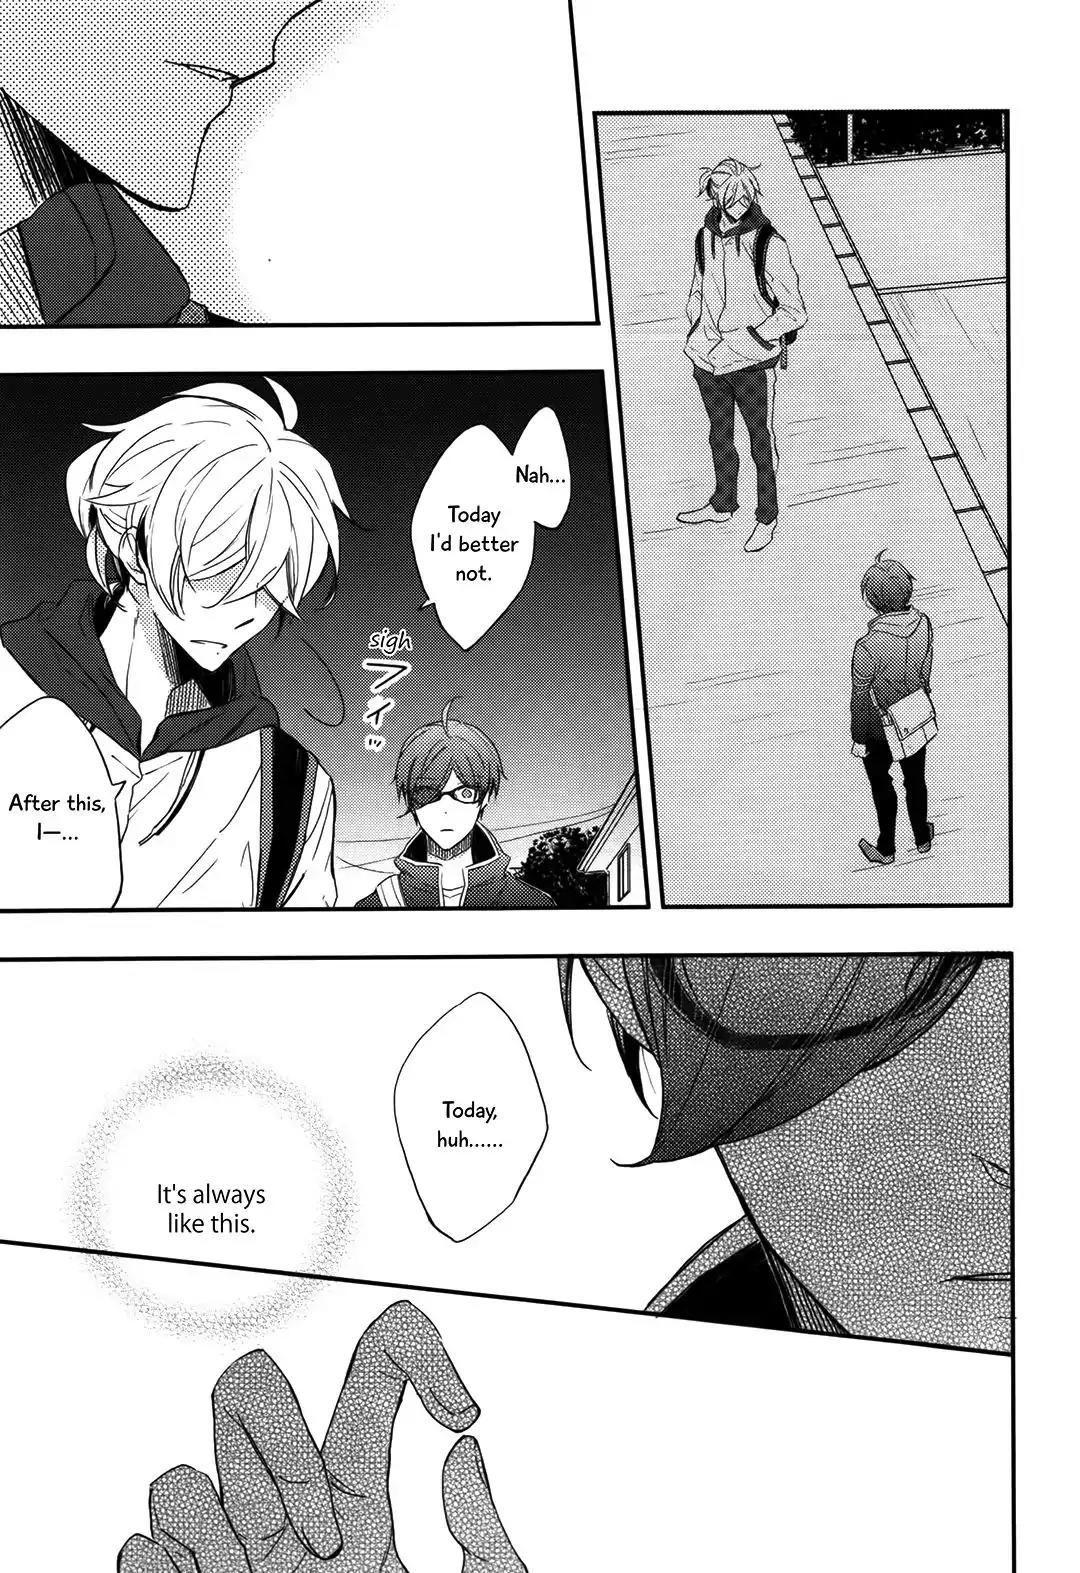 Nah...
Today
I'd better
not.
sigh
フイッ
After this,
I—...
Today,
huh......
It's always
like this.